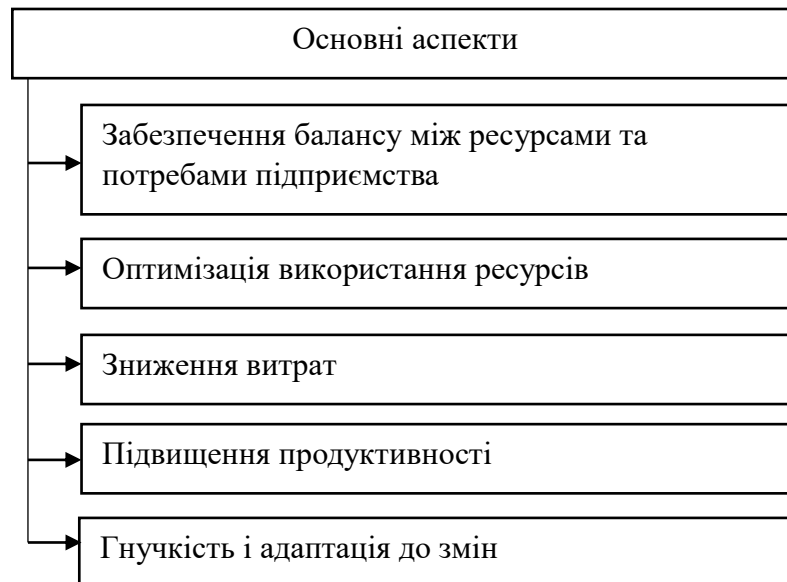 Основні аспекти
Забезпечення балансу між ресурсами та
потребами підприємства
Оптимізація використання ресурсів
Зниження витрат
Підвищення продуктивності
Гнучкість і адаптація до змін